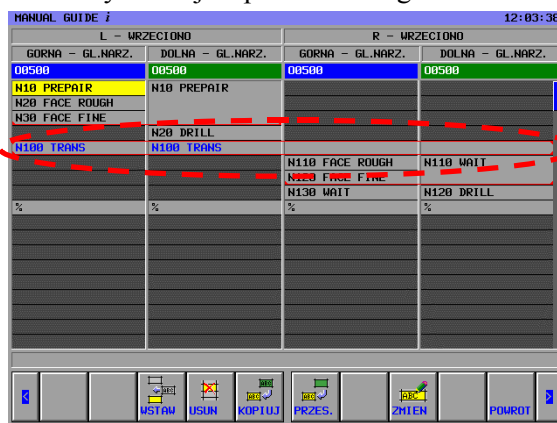 MANUAL GUIDE i 12:03:38
L - WRZECIONO R - WRZECIONO
GORNA - GL.NARZ. DOLNA - GL.NARZ. GORNA - GL.NARZ. DOLNA - GL.NARZ.
O0500 O0500 O0500 O0500
N10 PREPAIR N10 PREPAIR
N20 FACE ROUGH
N30 FACE FINE
N20 DRILL
N100 TRANS N100 TRANS
N110 FACE ROUGH N110 WAIT
N120 FACE FINE
N130 WAIT N120 DRILL
% % % %
WSTAW USUN KOPIUJ PRZES. ZMIEN POWROT